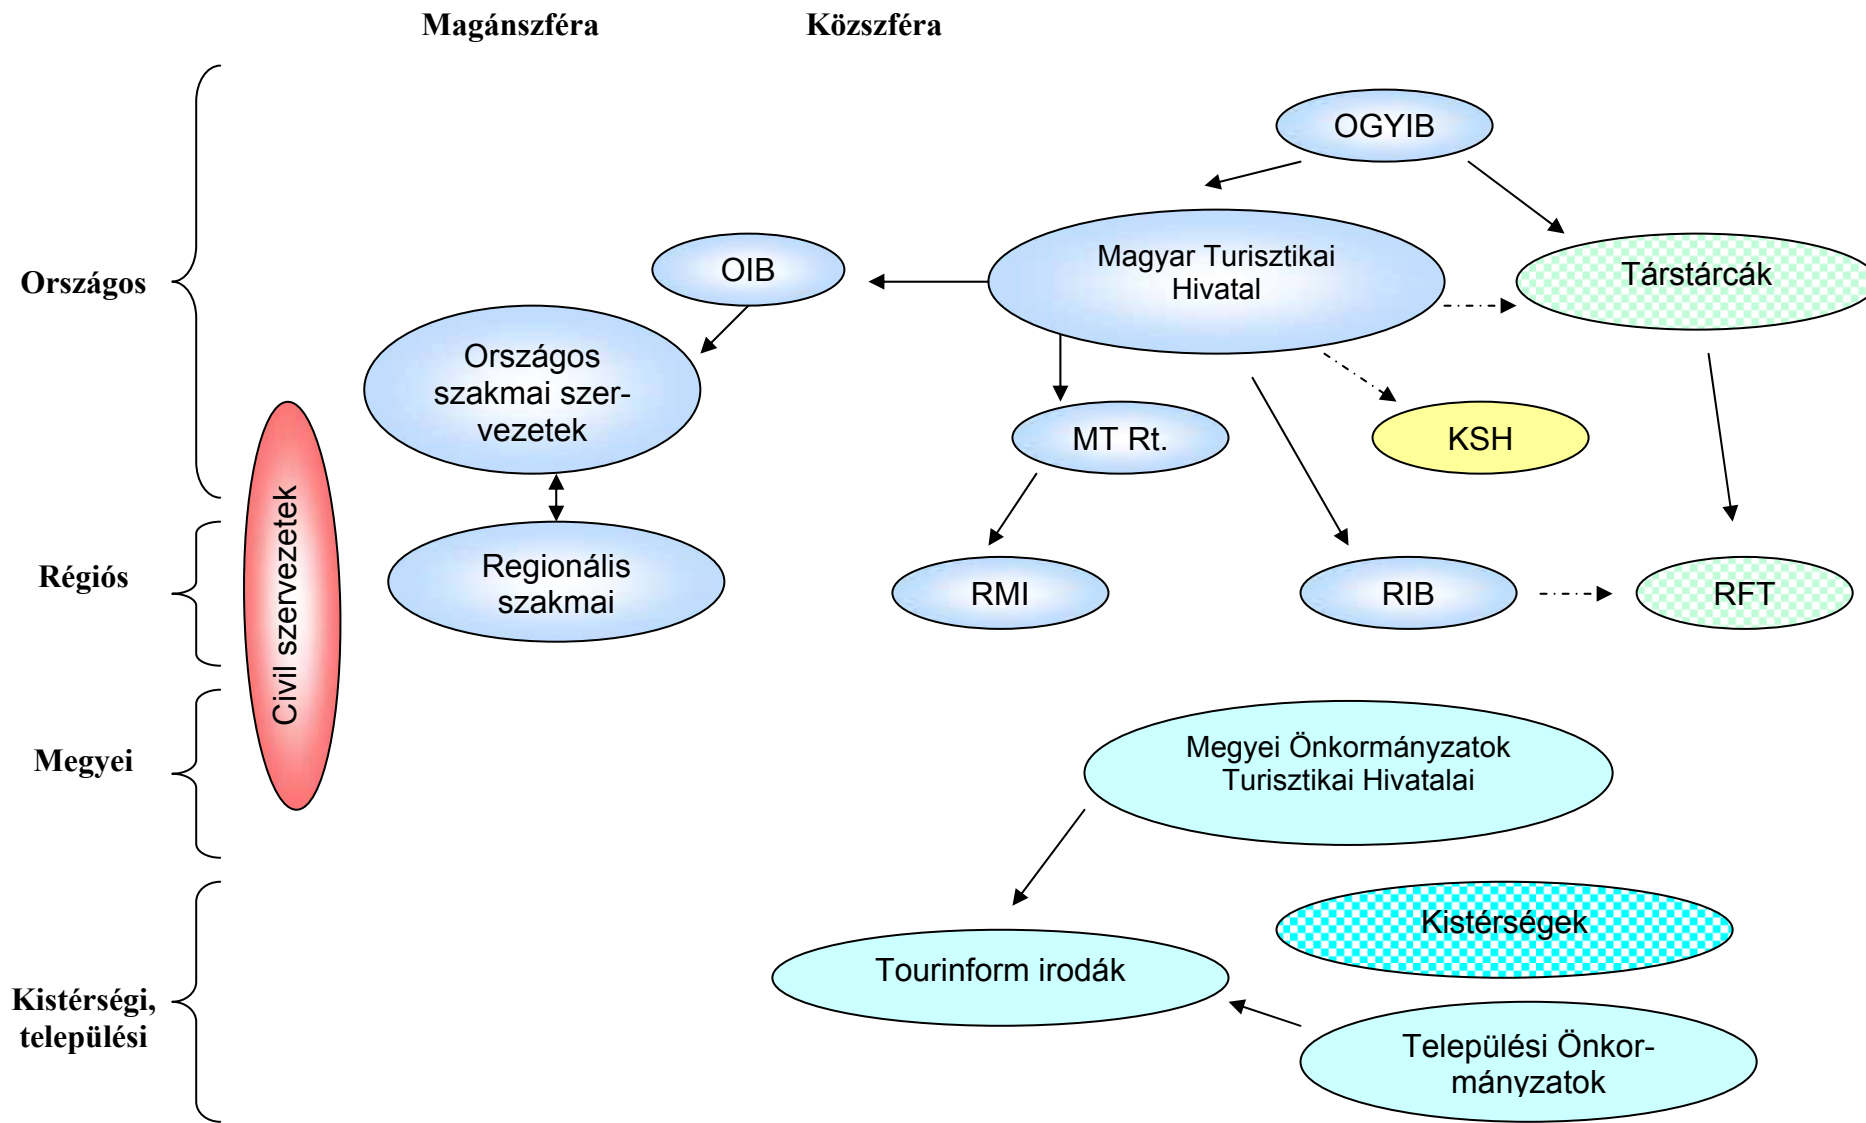 Magánszféra
Közszféra
OGYIB
Országos
OIB
Magyar Turisztikai
Hivatal
Társtárcák
Országos
szakmai szer-
vezetek
MT Rt.
KSH
Civil szervezetek
Régiós
Regionális
szakmai
RMI
RIB
RFT
Megyei
Megyei Önkormányzatok
Turisztikai Hivatalai
Kistérségi,
települési
Tourinform irodák
Kistérségek
Települési Önkor-
mányzatok